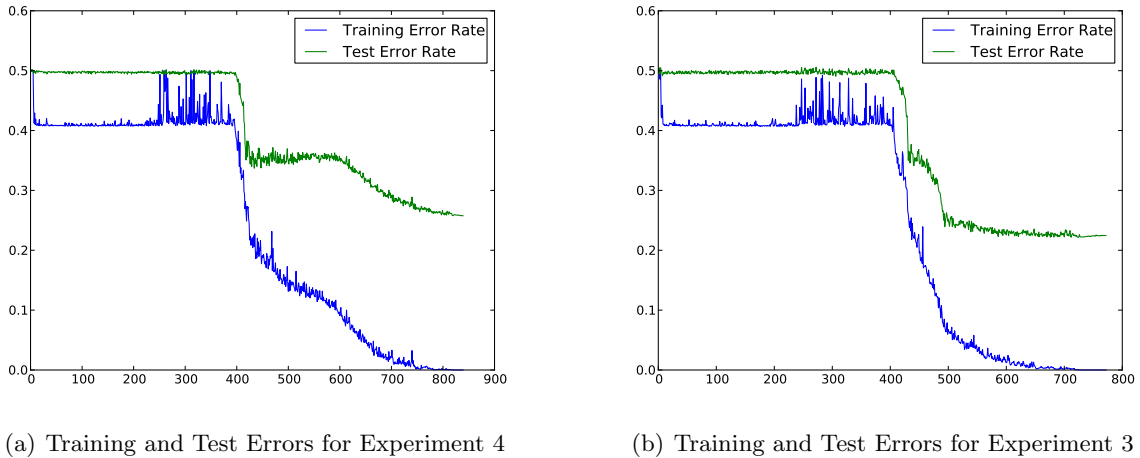 0.6
0.5
0.4
0.3
0.2
0.1
0.0
0 100 200 300 400 500 600 700 800 900
Training Error Rate
Test Error Rate
(a) Training and Test Errors for Experiment 4
0.6
0.5
0.4
0.3
0.2
0.1
0.0
0 100 200 300 400 500 600 700 800
Training Error Rate
Test Error Rate
(b) Training and Test Errors for Experiment 3